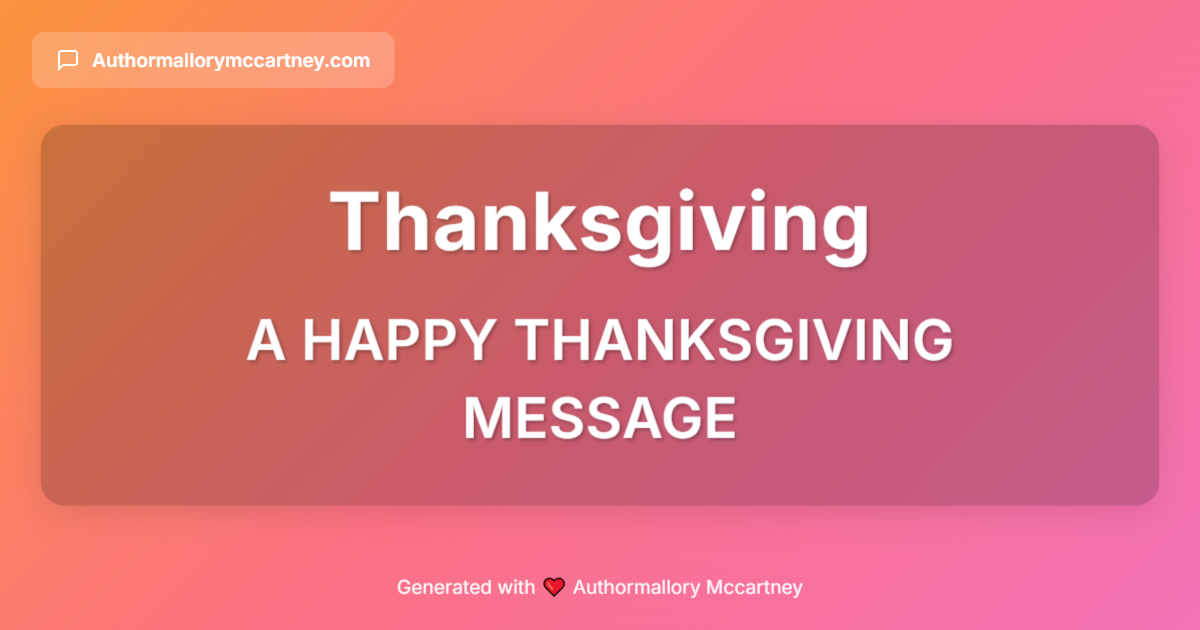 Authormallorymccartney.com
Thanksgiving
A HAPPY THANKSGIVING
MESSAGE
Generated with ❤️ Authormallory Mccartney